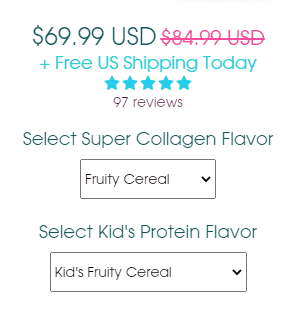 $69.99 USD $84.99 USD
+ Free US Shipping Today
97 reviews
Select Super Collagen Flavor
Fruity Cereal
Select Kid's Protein Flavor
Kid's Fruity Cereal